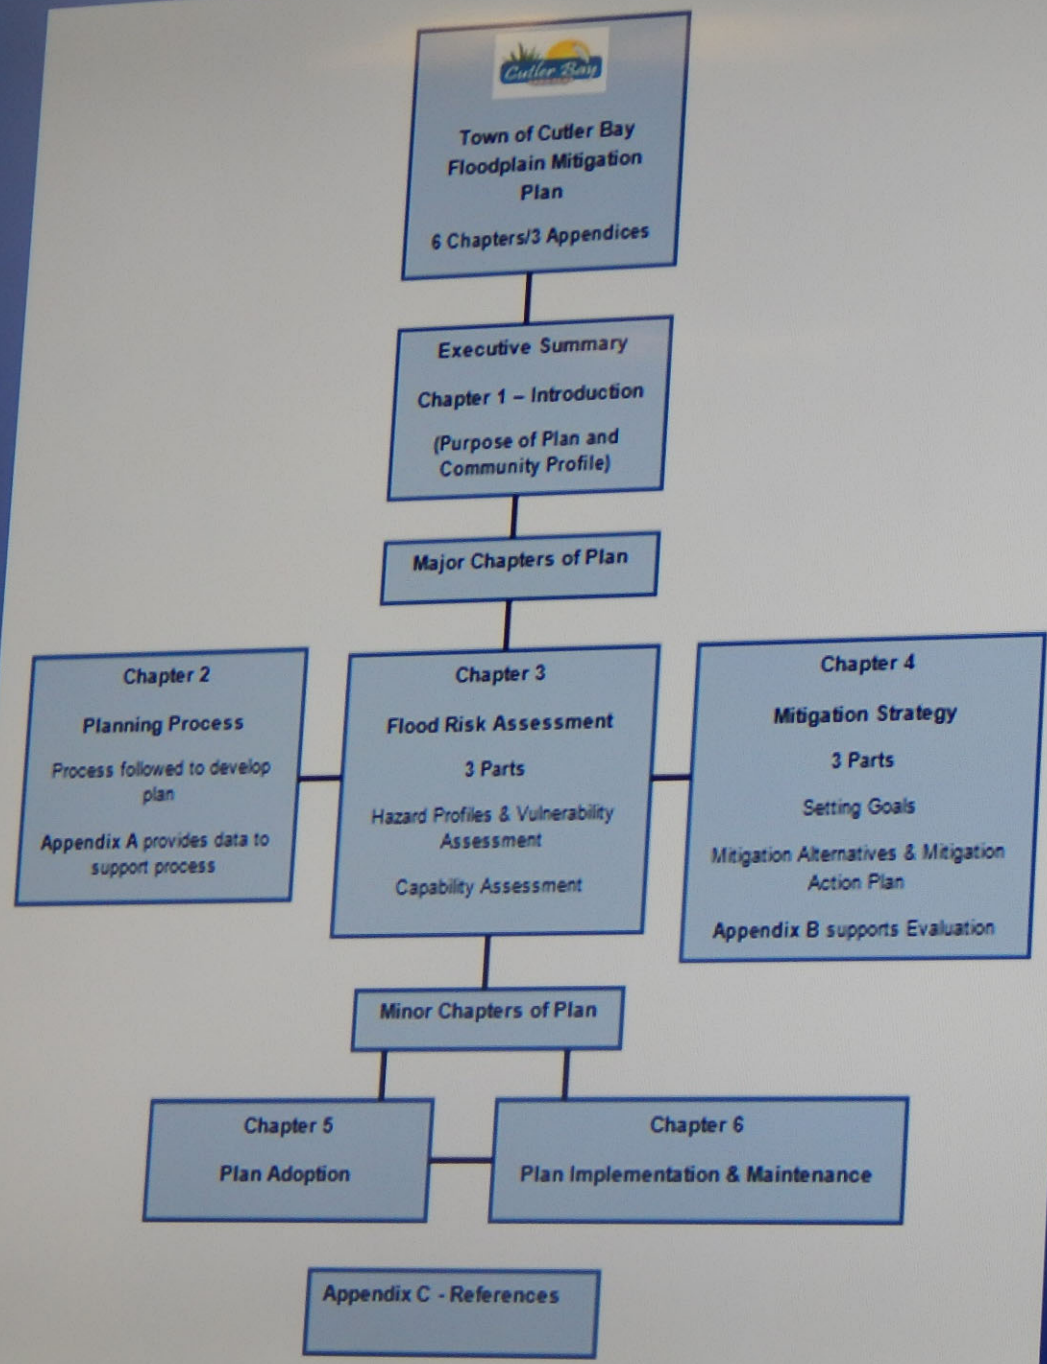 Cutler Bay
Town of Cutler Bay
Floodplain Mitigation
Plan
6 Chapters/3 Appendices
Executive Summary
Chapter 1 – Introduction
(Purpose of Plan and
Community Profile)
Major Chapters of Plan
Chapter 2
Planning Process
Process followed to develop
plan
Appendix A provides data to
support process
Chapter 3
Flood Risk Assessment
3 Parts
Hazard Profiles & Vulnerability
Assessment
Capability Assessment
Chapter 4
Mitigation Strategy
3 Parts
Setting Goals
Mitigation Alternatives & Mitigation
Action Plan
Appendix B supports Evaluation
Minor Chapters of Plan
Chapter 5
Plan Adoption
Chapter 6
Plan Implementation & Maintenance
Appendix C - References